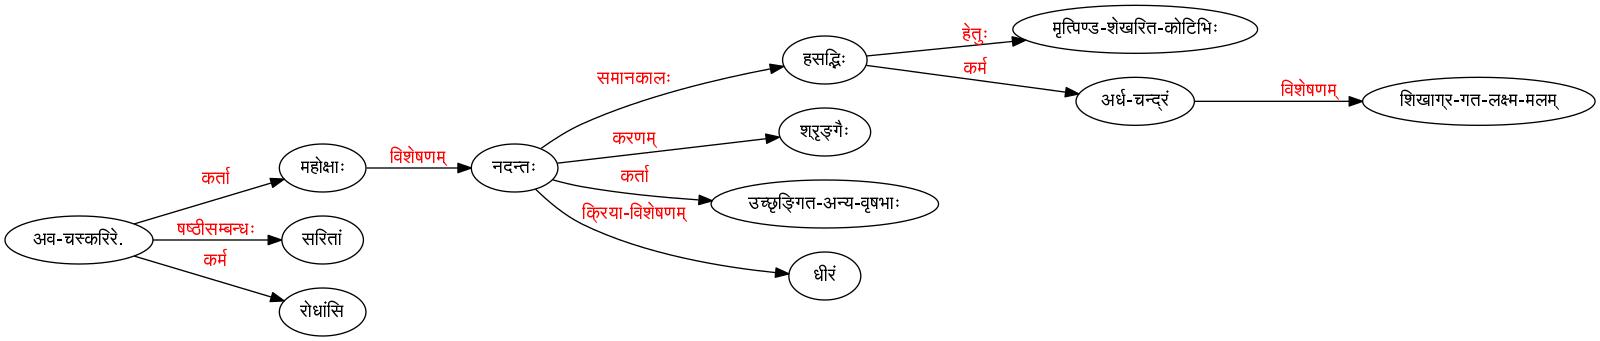 मृत्पिण्ड-शेखरित-कोटिभिः
हेतुः
हसद्भिः
समानकालः
कर्म
अर्ध-चन्द्रं
विशेषणम्
शिखाग्र-गत-लक्ष्म-मलम्
करणम्
शृङ्गैः
महोक्षाः
विशेषणम्
नदन्तः
कर्ता
कर्ता
उच्छृङ्गित-अन्य-वृषभाः
क्रिया-विशेषणम्
अव-चस्करिरे.
षष्ठीसम्बन्धः
सरितां
कर्म
धीरं
रोधांसि